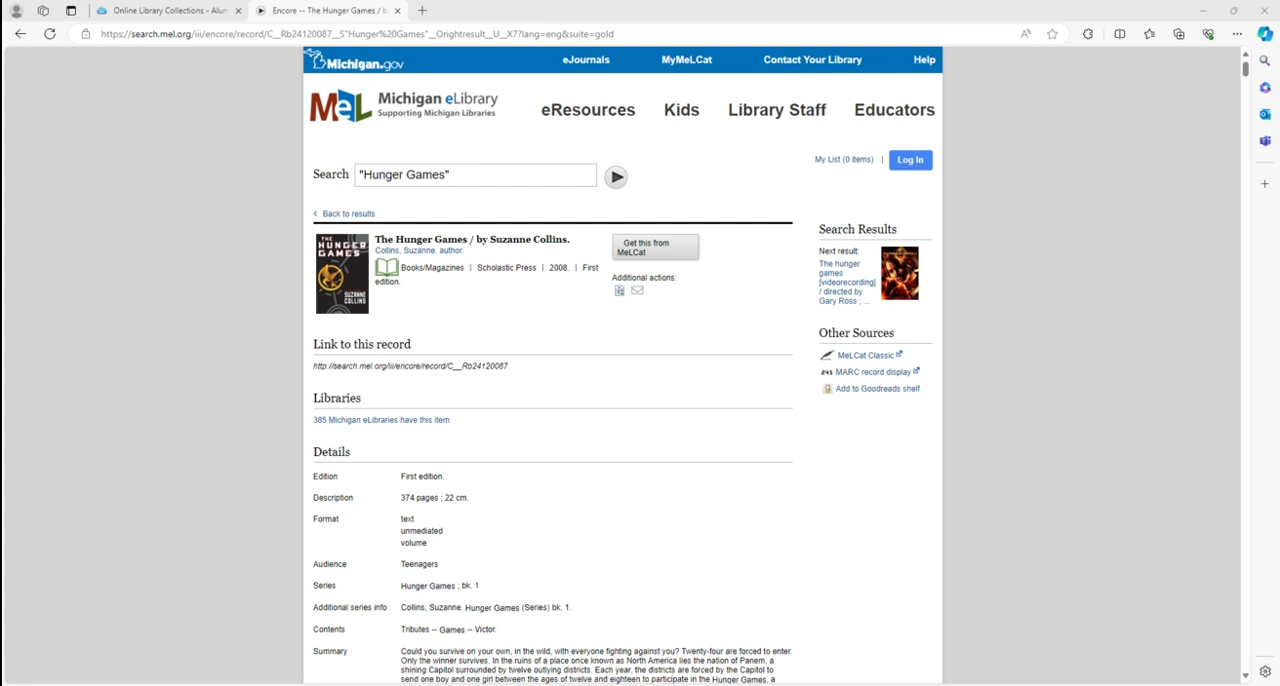 Online Library Collections - Alum
Encore -- The Hunger Games / b
https://search.mel.org/iii/encore/record/C__Rb24120087__S"Hunger%20Games"__Orightresult__U__X7?lang=eng&suite=gold
Michigan.gov
eJournals
MyMeLCat
Contact Your Library
Help
MeL
Michigan eLibrary
Supporting Michigan Libraries
eResources
Kids
Library Staff
Educators
My List (0 items) | Log In
Search "Hunger Games"
Back to results
THE
HUNGER
GAMES
SUZANNE
COLLINS
The Hunger Games / by Suzanne Collins.
Collins, Suzanne. author.
Books/Magazines | Scholastic Press | 2008. | First
edition.
Get this from
MeLCat
Additional actions:
Search Results
Next result:
The hunger
games
[videorecording]
/ directed by
Gary Ross ; ...
Other Sources
MeLCat Classic
245 MARC record display
g Add to Goodreads shelf
Link to this record
http://search.mel.org/iii/encore/record/C__Rb24120087
Libraries
385 Michigan eLibraries have this item
Details
Edition First edition.
Description 374 pages ; 22 cm.
Format text
unmediated
volume
Audience Teenagers
Series Hunger Games ; bk. 1
Additional series info Collins, Suzanne. Hunger Games (Series) bk. 1.
Contents Tributes -- Games -- Victor.
Summary Could you survive on your own, in the wild, with everyone fighting against you? Twenty-four are forced to enter.
Only the winner survives. In the ruins of a place once known as North America lies the nation of Panem, a
shining Capitol surrounded by twelve outlying districts. Each year, the districts are forced by the Capitol to
send one boy and one girl between the ages of twelve and eighteen to participate in the Hunger Games, a